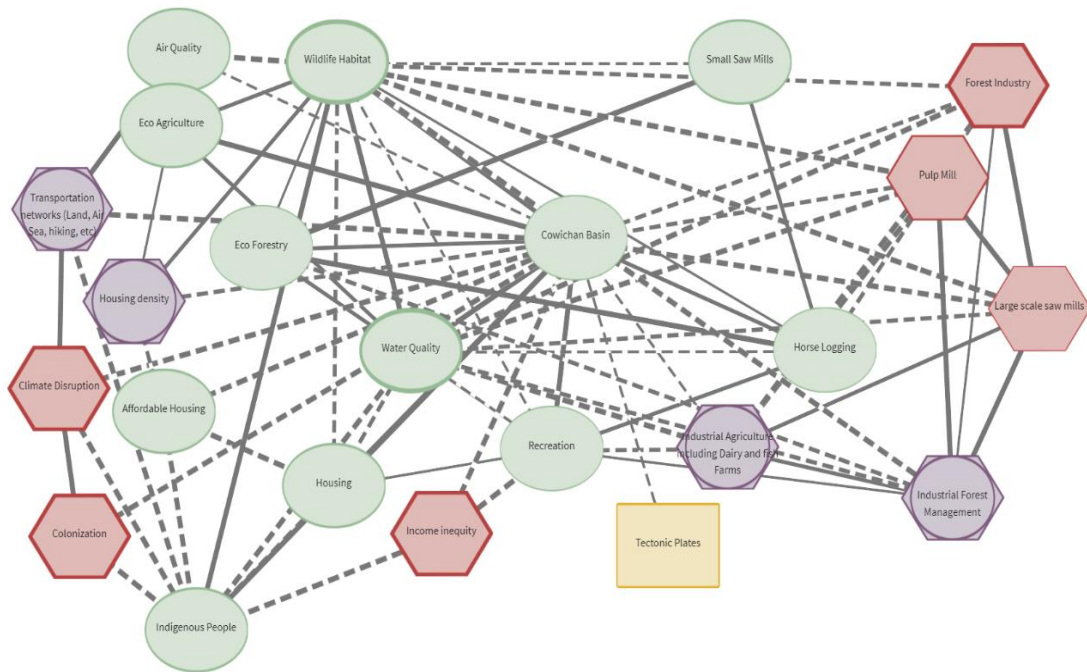 Air Quality
Wildlife Habitat
Small Saw Mills
Forest Industry
Eco Agriculture
Pulp Mill
Transportation
networks (Land, Air
Sea, hiking, etc)
Eco Forestry
Cowichan Basin
Housing density
Large scale saw mills
Water Quality
Horse Logging
Climate Disruption
Affordable Housing
Recreation
Industrial Agriculture
including Dairy and fish
Farms
Housing
Industrial Forest
Management
Colonization
Income inequity
Tectonic Plates
Indigenous People